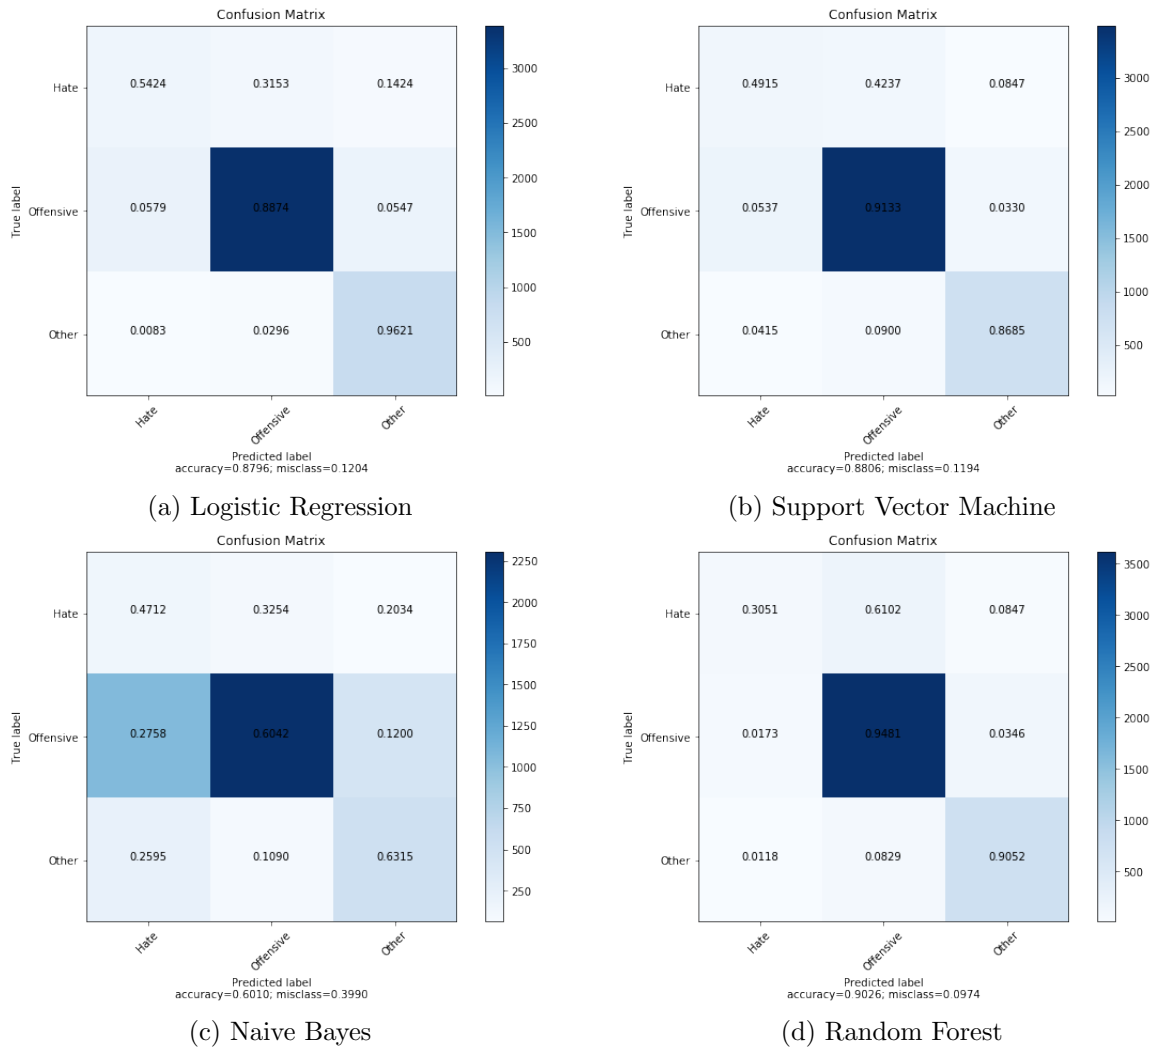 Confusion Matrix
Hate
Offensive
Other
True label
0.5424 0.3153 0.1424
0.0579 0.8874 0.0547
0.0083 0.0296 0.9621
3000
2500
2000
1500
1000
500
Hate
Offensive
Other
Predicted label
accuracy=0.8796; misclass=0.1204
(a) Logistic Regression
Confusion Matrix
Hate
Offensive
Other
True label
0.4915 0.4237 0.0847
0.0537 0.9133 0.0330
0.0415 0.0900 0.8685
3000
2500
2000
1500
1000
500
Hate
Offensive
Other
Predicted label
accuracy=0.8806; misclass=0.1194
(b) Support Vector Machine
Confusion Matrix
Hate
Offensive
Other
True label
0.4712 0.3254 0.2034
0.2758 0.6042 0.1200
0.2595 0.1090 0.6315
2250
2000
1750
1500
1250
1000
750
500
250
Hate
Offensive
Other
Predicted label
accuracy=0.6010; misclass=0.3990
(c) Naive Bayes
Confusion Matrix
Hate
Offensive
Other
True label
0.3051 0.6102 0.0847
0.0173 0.9481 0.0346
0.0118 0.0829 0.9052
3500
3000
2500
2000
1500
1000
500
Hate
Offensive
Other
Predicted label
accuracy=0.9026; misclass=0.0974
(d) Random Forest